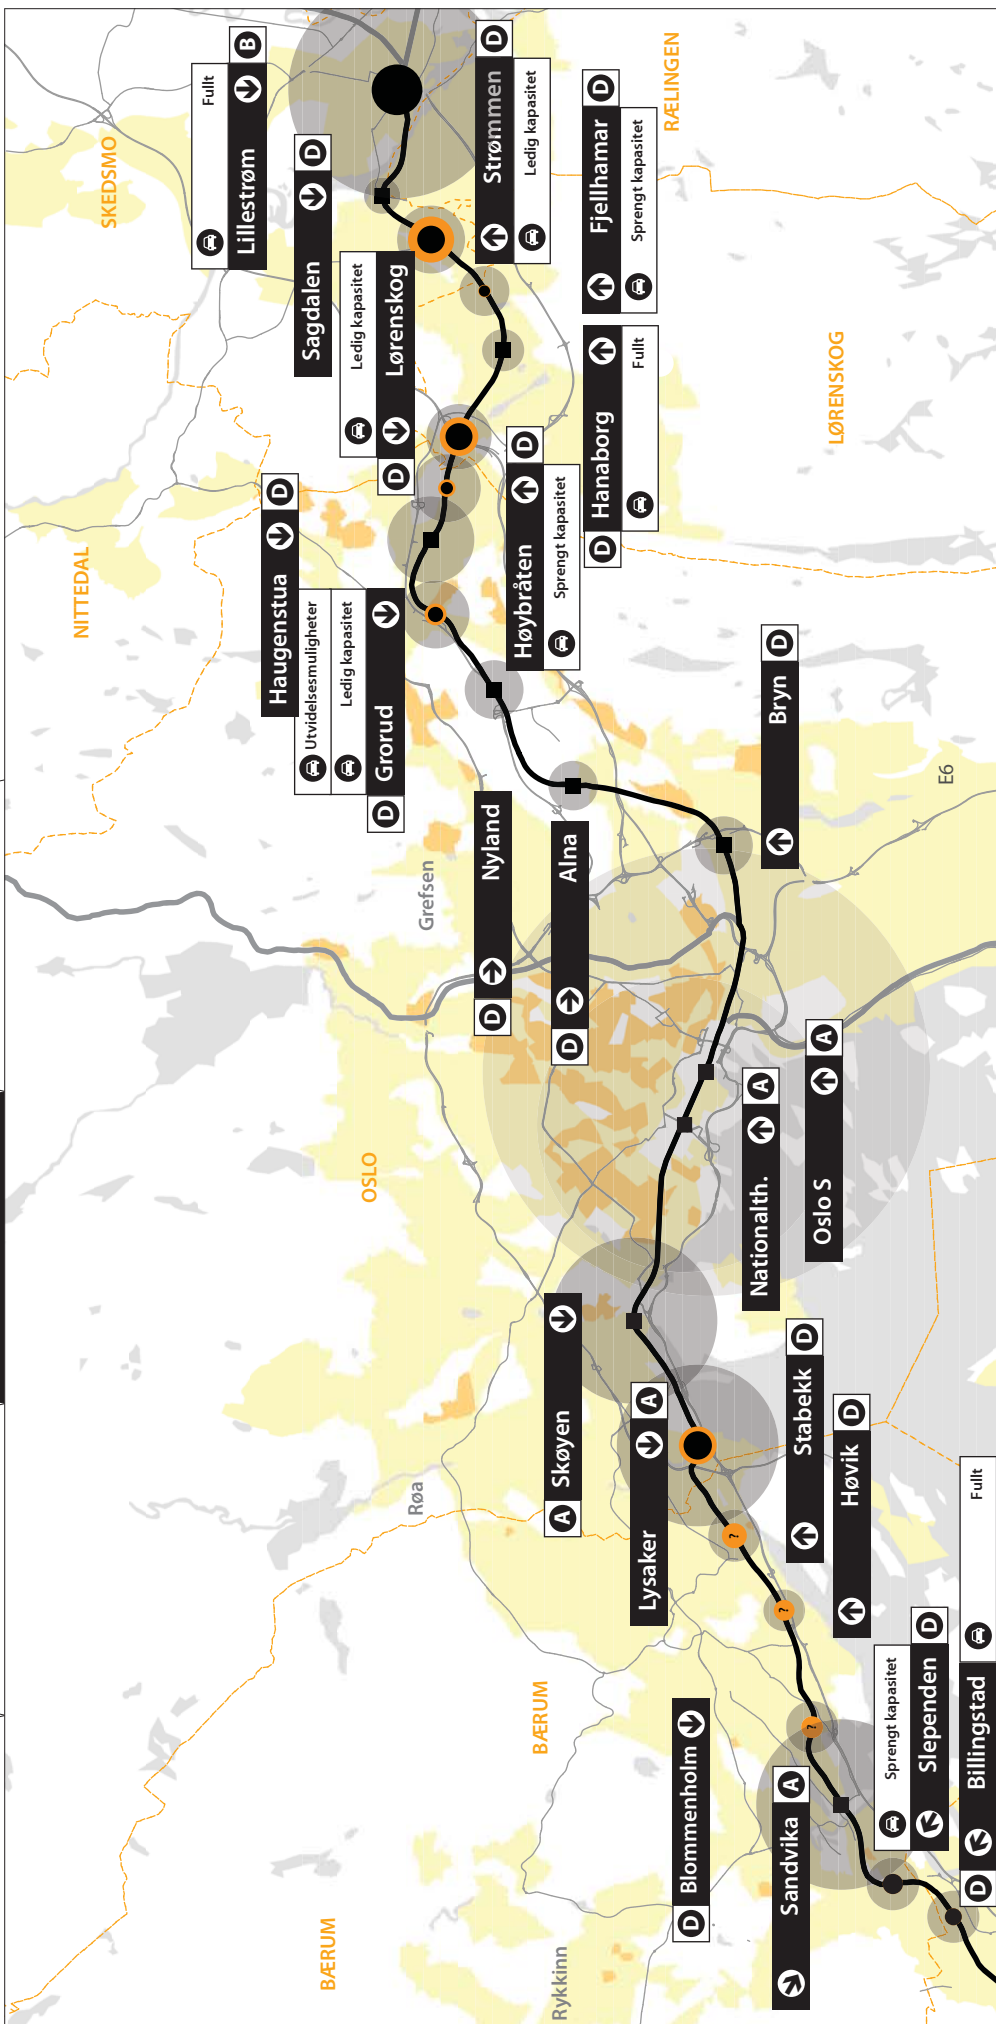 SKEDSMO
Fullt
Lillestrøm B
Sagdalen D
Ledig kapasitet
D Lørenskog
Strømmen D
Ledig kapasitet
RÆLINGEN
Fjellhamar D
Sprengt kapasitet
D Hanaborg
Fullt
LØRENSKOG
NITTEDAL
Haugenstua D
Utvidelsesmuligheter
Ledig kapasitet
D Grorud
Høybråten D
Sprengt kapasitet
Grefsen
D Nyland
D Alna
Bryn D
E6
OSLO
Nationalth. A
Oslo S A
A Skøyen
Lysaker A
Røa
Stabekk D
?
Høvik D
?
BÆRUM
D Blommenholm
?
Sandvika A
Sprengt kapasitet
Slependen D
Fullt
D Billingstad
BÆRUM
Rykkinn